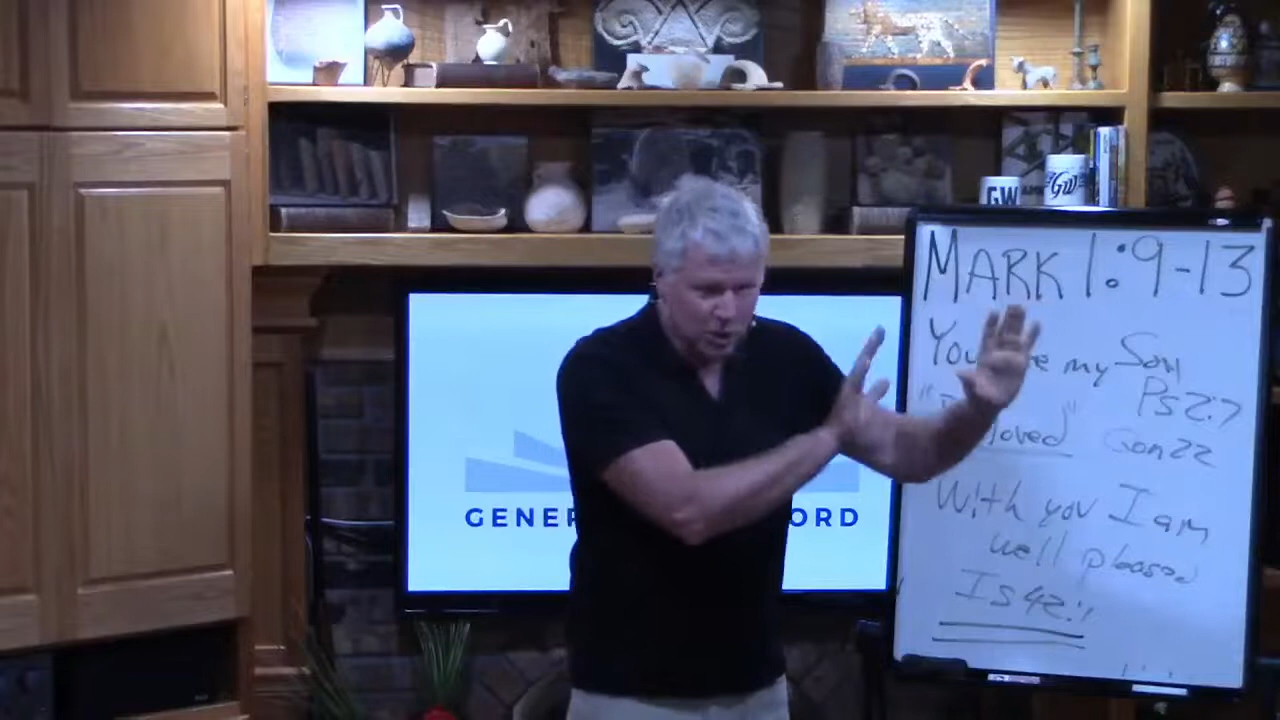 GW
GW
MARK 1:9-13
You my Son
Ps 2:7
loved" Gen 22
With you I am
well pleased
Is 42:1
GENER ORD